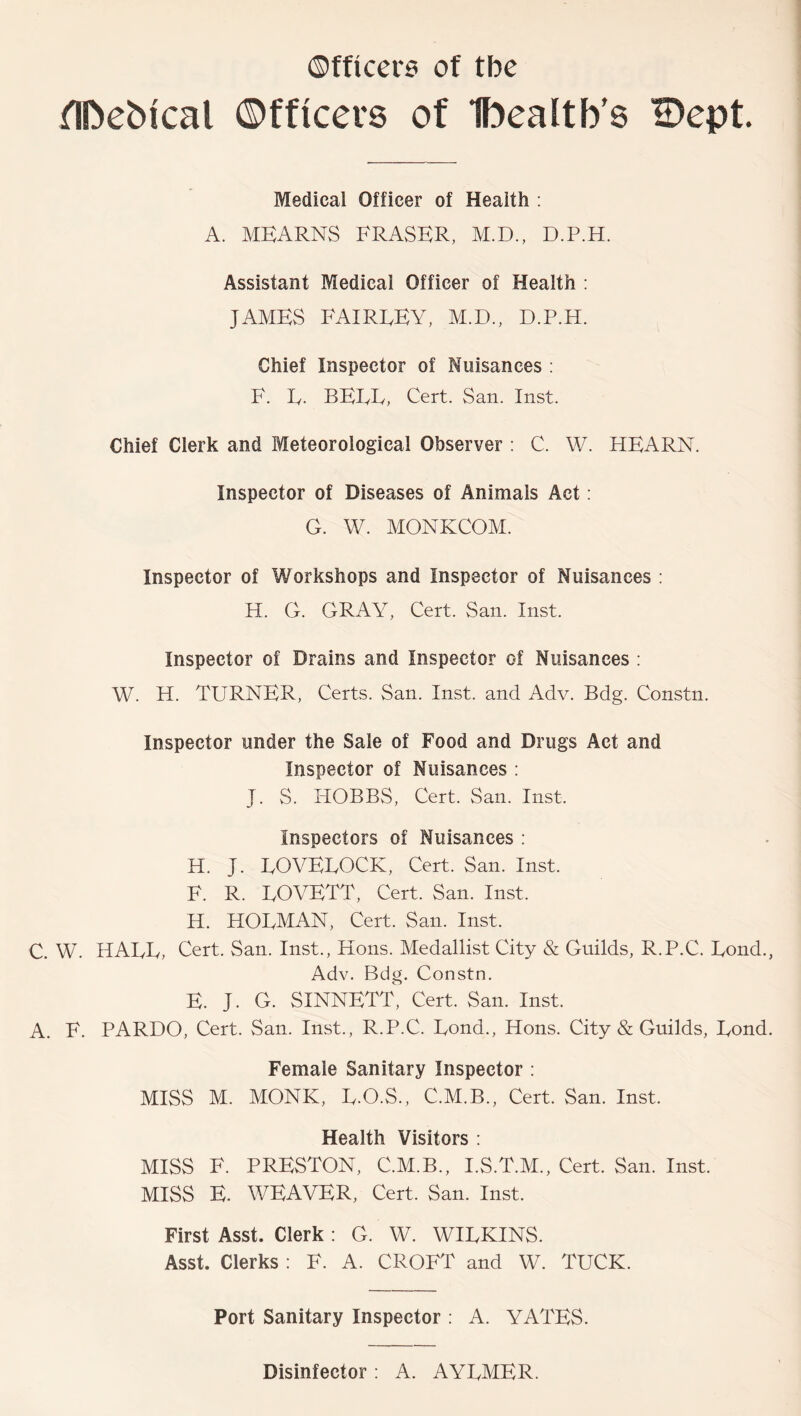 Officers of the
Medical Officers of Health's Dept.
Medical Officer of Health :
A. MEARNS FRASER, M.D., D.P.H.
Assistant Medical Officer of Health :
JAMES FAIRLEY, M.D., D.P.H.
Chief Inspector of Nuisances :
F. L. BELL, Cert. San. Inst.
Chief Clerk and Meteorological Observer : C. W. HEARN.
Inspector of Diseases of Animals Act :
G. W. MONKCOM.
Inspector of Workshops and Inspector of Nuisances :
H. G. GRAY, Cert. San. Inst.
Inspector of Drains and Inspector of Nuisances :
W. H. TURNER, Certs. San. Inst. and Adv. Bdg. Constn.
Inspector under the Sale of Food and Drugs Act and
Inspector of Nuisances :
J. S. HOBBS, Cert. San. Inst.
Inspectors of Nuisances :
H. J. LOVELOCK, Cert. San. Inst.
F. R. LOVETT, Cert. San. Inst.
H. HOLMAN, Cert. San. Inst.
C. W. HALL, Cert. San. Inst., Hons. Medallist City & Guilds, R.P.C. Lond.,
Adv. Bdg. Constn.
E. J. G. SINNETT, Cert. San. Inst.
A. F. PARDO, Cert. San. Inst., R.P.C. Lond., Hons. City & Guilds, Lond.
Female Sanitary Inspector :
MISS M. MONK, L.O.S., C.M.B., Cert. San. Inst.
Health Visitors :
MISS F. PRESTON, C.M.B., I.S.T.M., Cert. San. Inst.
MISS E. WEAVER, Cert. San. Inst.
First Asst. Clerk : G. W. WILKINS.
Asst. Clerks : F. A. CROFT and W. TUCK.
Port Sanitary Inspector : A. YATES.
Disinfector : A. AYLMER.